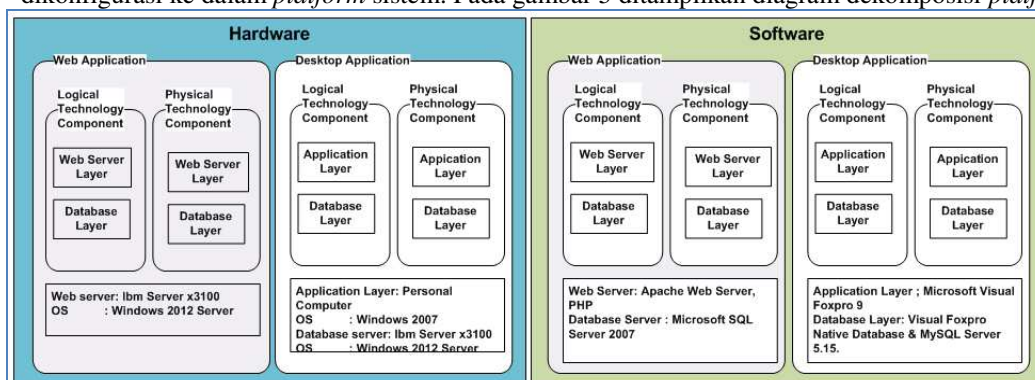 dikonfigurasi ke dalam platform sistem. Pada gambar 5 ditampilkan diagram dekomposisi
Hardware
Web Application
Logical
Technology
Component
Web Server
Layer
Database
Layer
Physical
Technology
Component
Web Server
Layer
Database
Layer
Web server: Ibm Server x3100
OS : Windows 2012 Server
Desktop Application
Logical
Technology
Component
Application
Layer
Database
Layer
Physical
Technology
Component
Appication
Layer
Database
Layer
Application Layer: Personal
Computer
OS : Windows 2007
Database server: Ibm Server x3100
OS : Windows 2012 Server
Software
Web Application
Logical
Technology
Component
Web Server
Layer
Database
Layer
Physical
Technology
Component
Web Server
Layer
Database
Layer
Web Server: Apache Web Server,
PHP
Database Server : Microsoft SQL
Server 2007
Desktop Application
Logical
Technology
Component
Application
Layer
Database
Layer
Physical
Technology
Component
Appication
Layer
Database
Layer
Application Layer ; Microsoft Visual
Foxpro 9
Database Layer: Visual Foxpro
Native Database & MySQL Server
5.15.